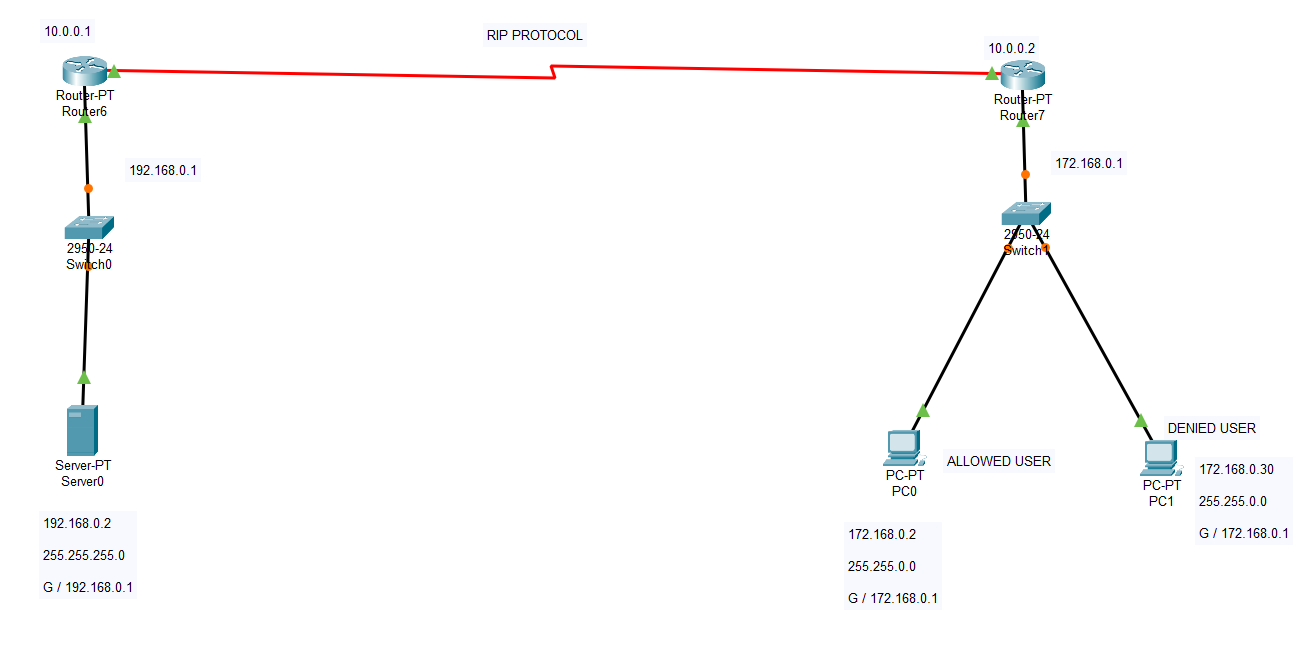 10.0.0.1
RIP PROTOCOL
10.0.0.2
Router-PT
Router6
Router-PT
Router7
192.168.0.1
172.168.0.1
2950-24
Switch0
2950-24
Switch1
Server-PT
Server0
192.168.0.2
255.255.255.0
G / 192.168.0.1
PC-PT
PC0
ALLOWED USER
172.168.0.2
255.255.0.0
G / 172.168.0.1
DENIED USER
PC-PT
PC1
172.168.0.30
255.255.0.0
G / 172.168.0.1